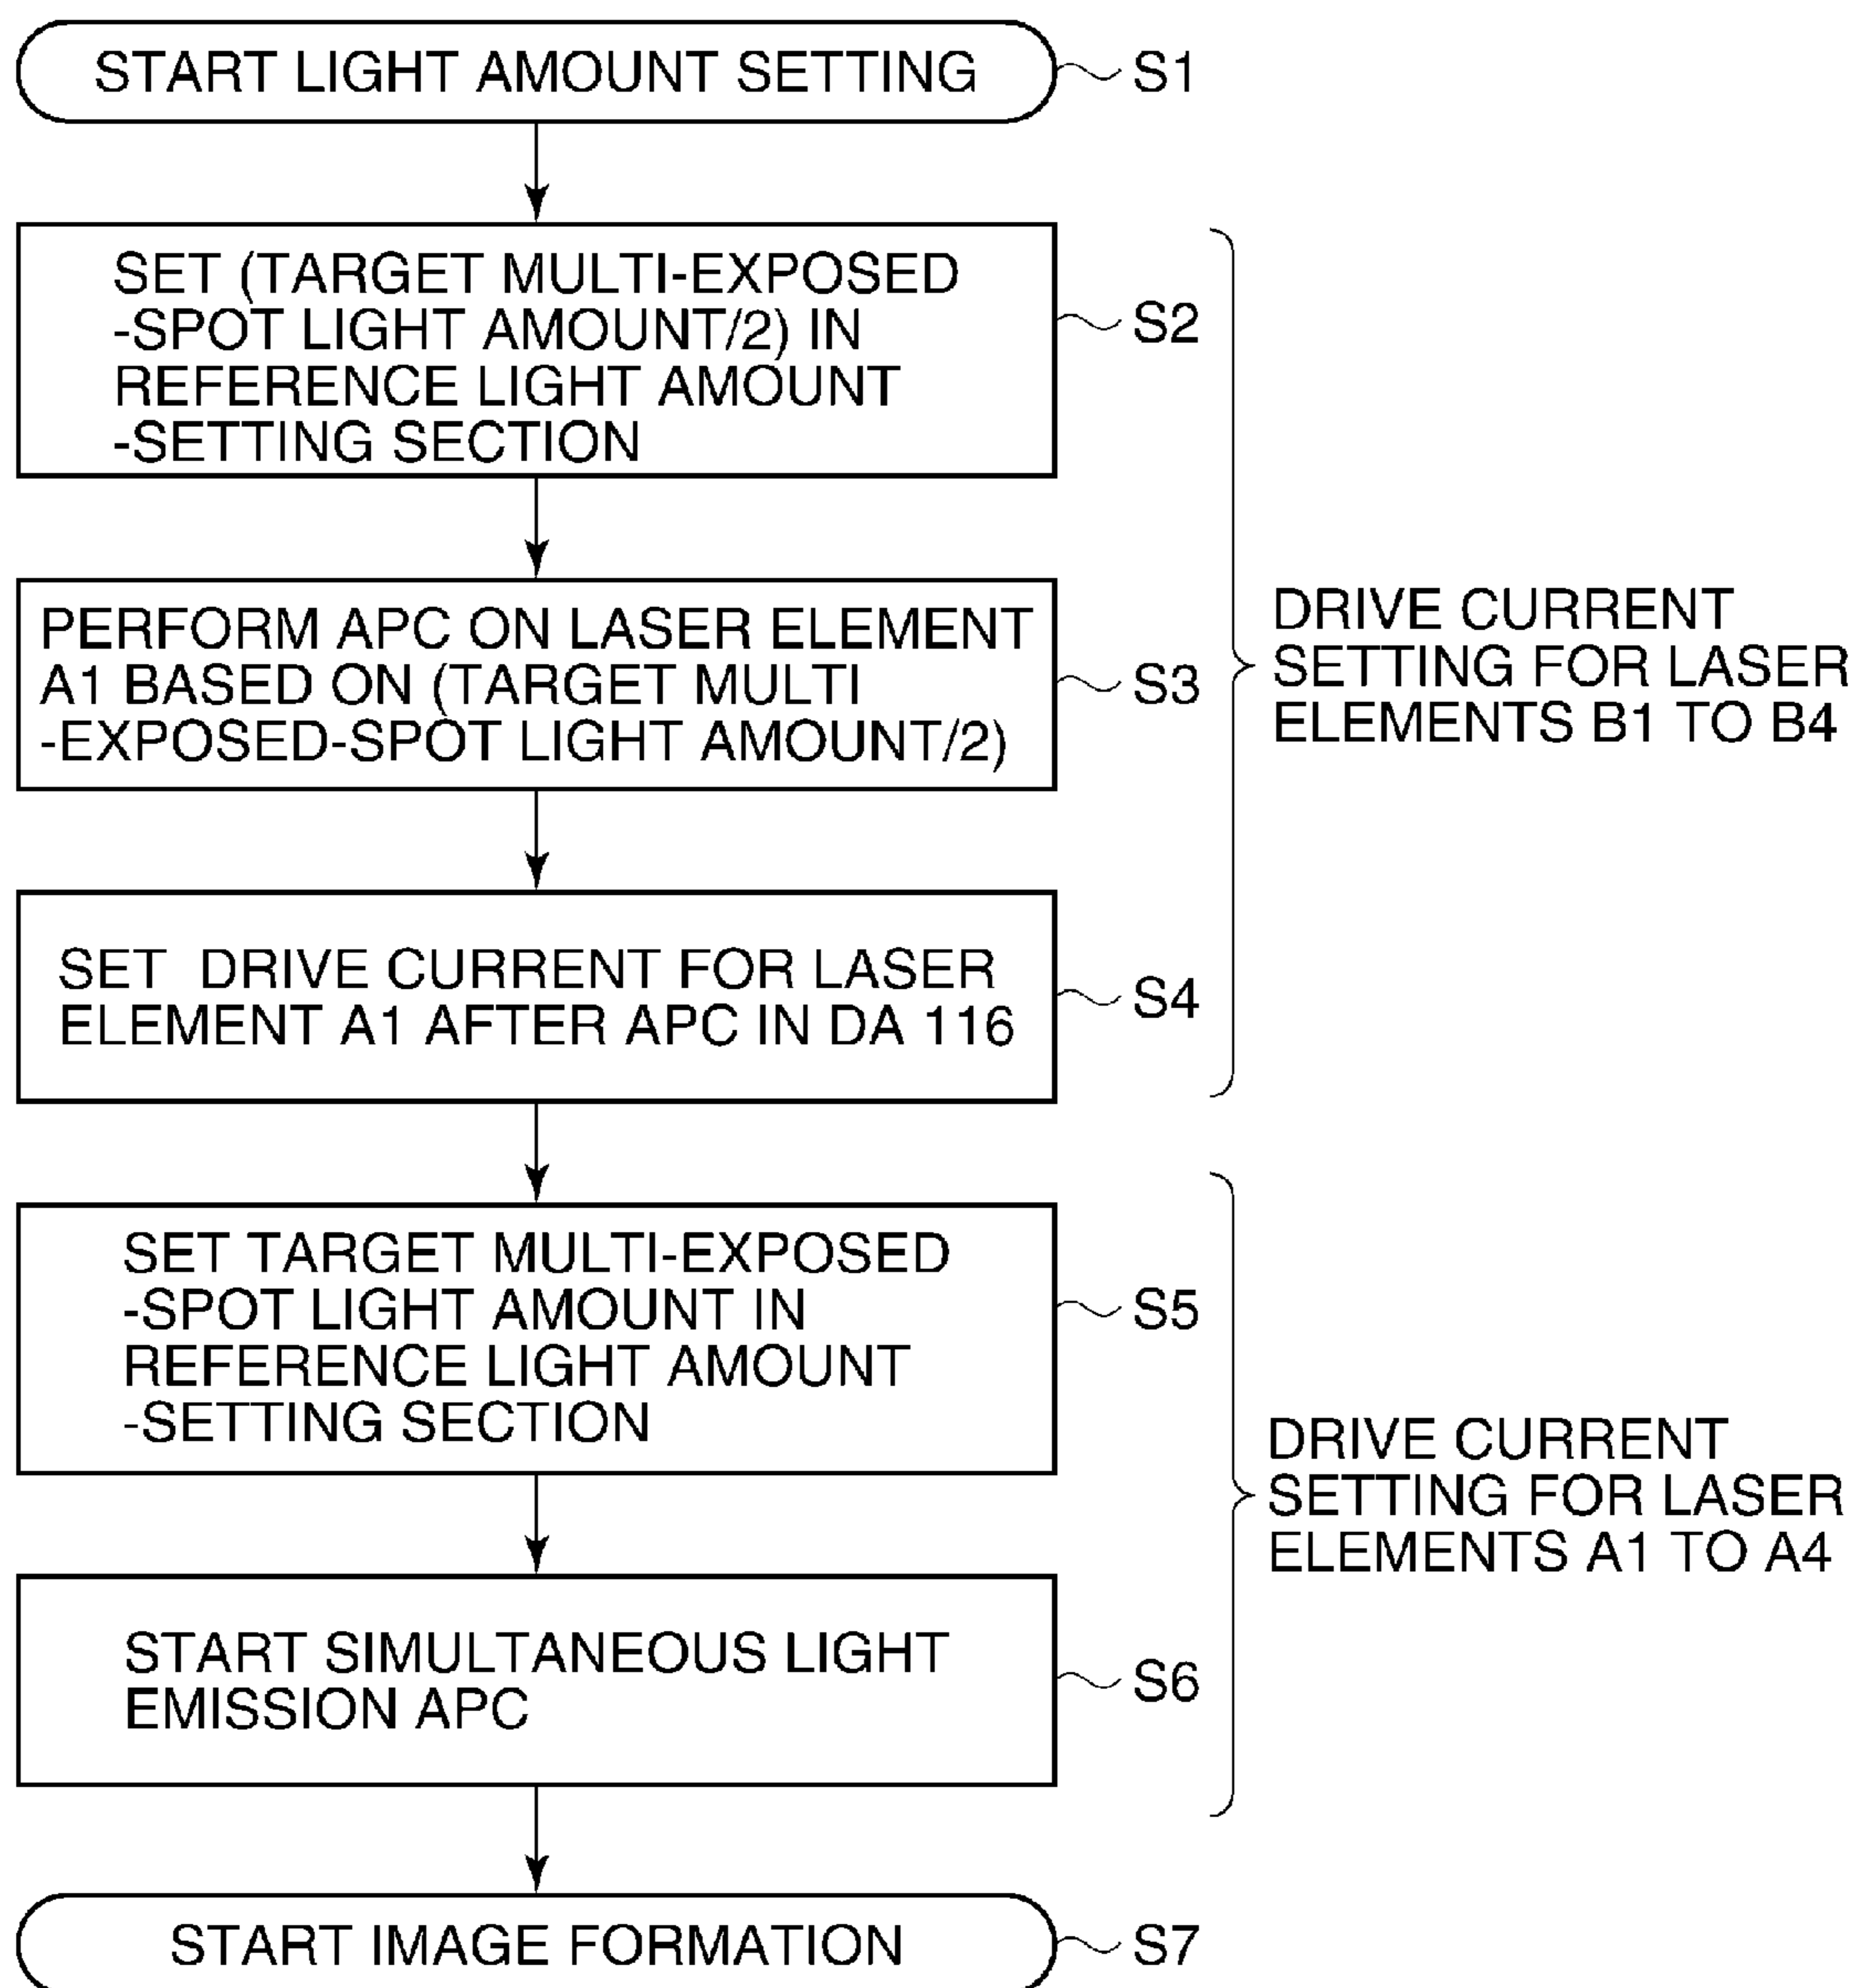 START LIGHT AMOUNT SETTING
S1
SET (TARGET MULTI-EXPOSED
-SPOT LIGHT AMOUNT/2) IN
REFERENCE LIGHT AMOUNT
-SETTING SECTION
S2
PERFORM APC ON LASER ELEMENT
A1 BASED ON (TARGET MULTI
-EXPOSED-SPOT LIGHT AMOUNT/2)
S3
SET DRIVE CURRENT FOR LASER
ELEMENT A1 AFTER APC IN DA 116
S4
DRIVE CURRENT
SETTING FOR LASER
ELEMENTS B1 TO B4
SET TARGET MULTI-EXPOSED
-SPOT LIGHT AMOUNT IN
REFERENCE LIGHT AMOUNT
-SETTING SECTION
S5
START SIMULTANEOUS LIGHT
EMISSION APC
S6
DRIVE CURRENT
SETTING FOR LASER
ELEMENTS A1 TO A4
START IMAGE FORMATION
S7